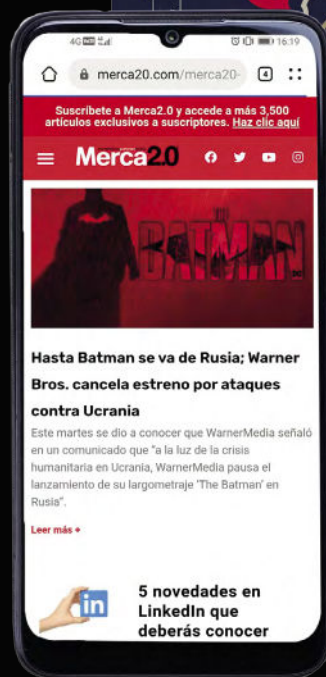 4G
16:19
merca20.com/merca20-
4
Suscríbete a Merca2.0 y accede a más 3,500
artículos exclusivos a suscriptores. Haz clic aquí
Merca2.0
THE
BATMAN
DC
Hasta Batman se va de Rusia; Warner
Bros. cancela estreno por ataques
contra Ucrania
Este martes se dio a conocer que WarnerMedia señaló
en un comunicado que "a la luz de la crisis
humanitaria en Ucrania, WarnerMedia pausa el
lanzamiento de su largometraje 'The Batman' en
Rusia".
Leer más +
in
5 novedades en
LinkedIn que
deberás conocer